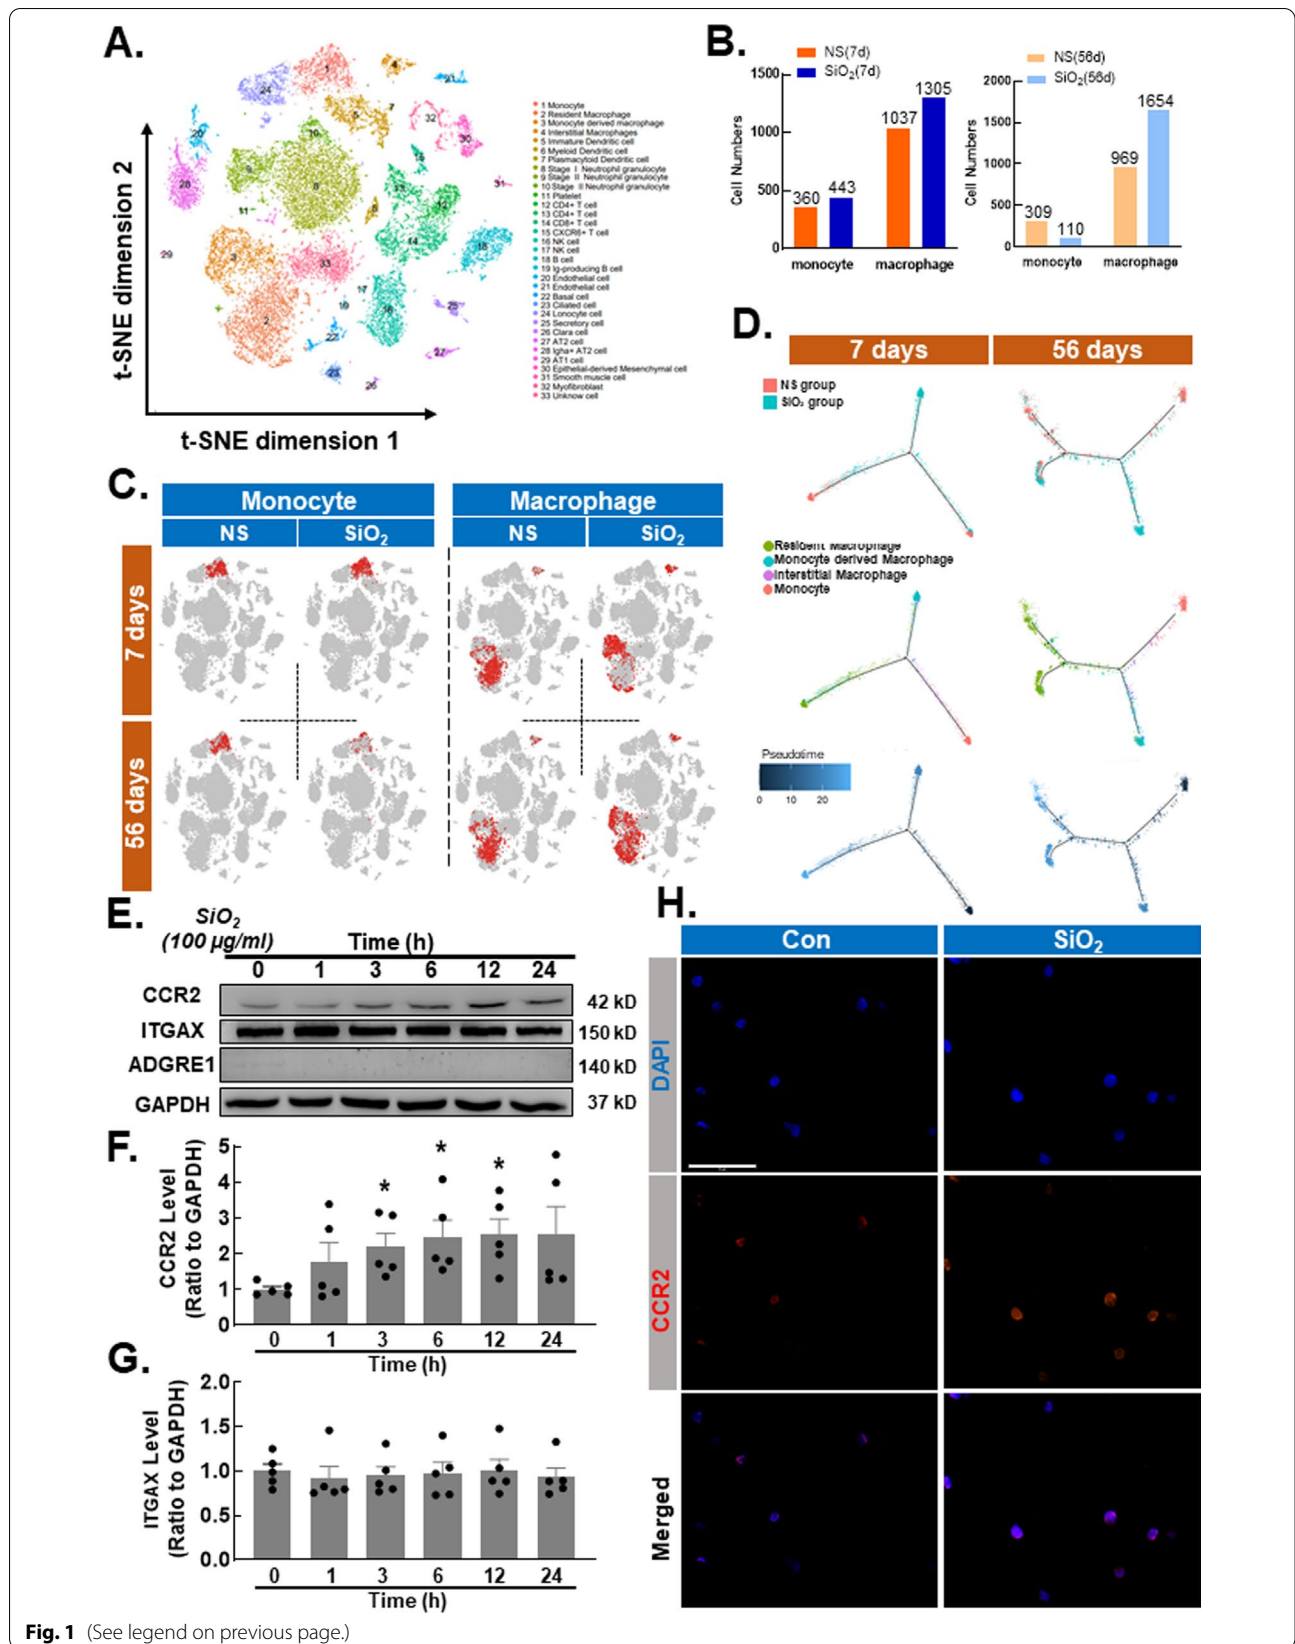 A.
t-SNE dimension 2
t-SNE dimension 1
1 Monocyte
2 Resident Macrophage
3 Monocyte derived macrophage
4 Interstitial Macrophages
5 Immature Dendritic cell
6 Myeloid Dendritic cell
7 Plasmacytoid Dendritic cell
8 Stage I Neutrophil granulocyte
9 Stage II Neutrophil granulocyte
10 Stage II Neutrophil granulocyte
11 Platelet
12 CD4+ T cell
13 CD4+ T cell
14 CD8+ T cell
15 CXCR6+ T cell
16 NK cell
17 NK cell
18 B cell
19 Ig-producing B cell
20 Endothelial cell
21 Endothelial cell
22 Basal cell
23 Ciliated cell
24 Lonocyte cell
25 Secretory cell
26 Clara cell
27 AT2 cell
28 Igha+ AT2 cell
29 AT1 cell
30 Epithelial-derived Mesenchymal cell
31 Smooth muscle cell
32 Myofibroblast
33 Unknow cell
B.
NS(7d)
SiO2(7d)
Cell Numbers
1500
1000
500
0
360
443
1037
1305
monocyte
macrophage
NS(56d)
SiO2(56d)
Cell Numbers
2000
1500
1000
500
0
309
110
969
1654
monocyte
macrophage
C.
Monocyte
Macrophage
NS
SiO2
NS
SiO2
7 days
56 days
D.
7 days
56 days
NS group
SiO2 group
Resident Macrophage
Monocyte derived Macrophage
Interstitial Macrophage
Monocyte
Pseudotime
0 10 20
E.
SiO2
(100 µg/ml)
Time (h)
0 1 3 6 12 24
CCR2 42 kD
ITGAX 150 kD
ADGRE1 140 kD
GAPDH 37 kD
F.
CCR2 Level
(Ratio to GAPDH)
5
4
3
2
1
0
* * *
0 1 3 6 12 24
Time (h)
G.
ITGAX Level
(Ratio to GAPDH)
2.0
1.5
1.0
0.5
0.0
0 1 3 6 12 24
Time (h)
H.
Con
SiO2
DAPI
CCR2
Merged
Fig. 1 (See legend on previous page.)